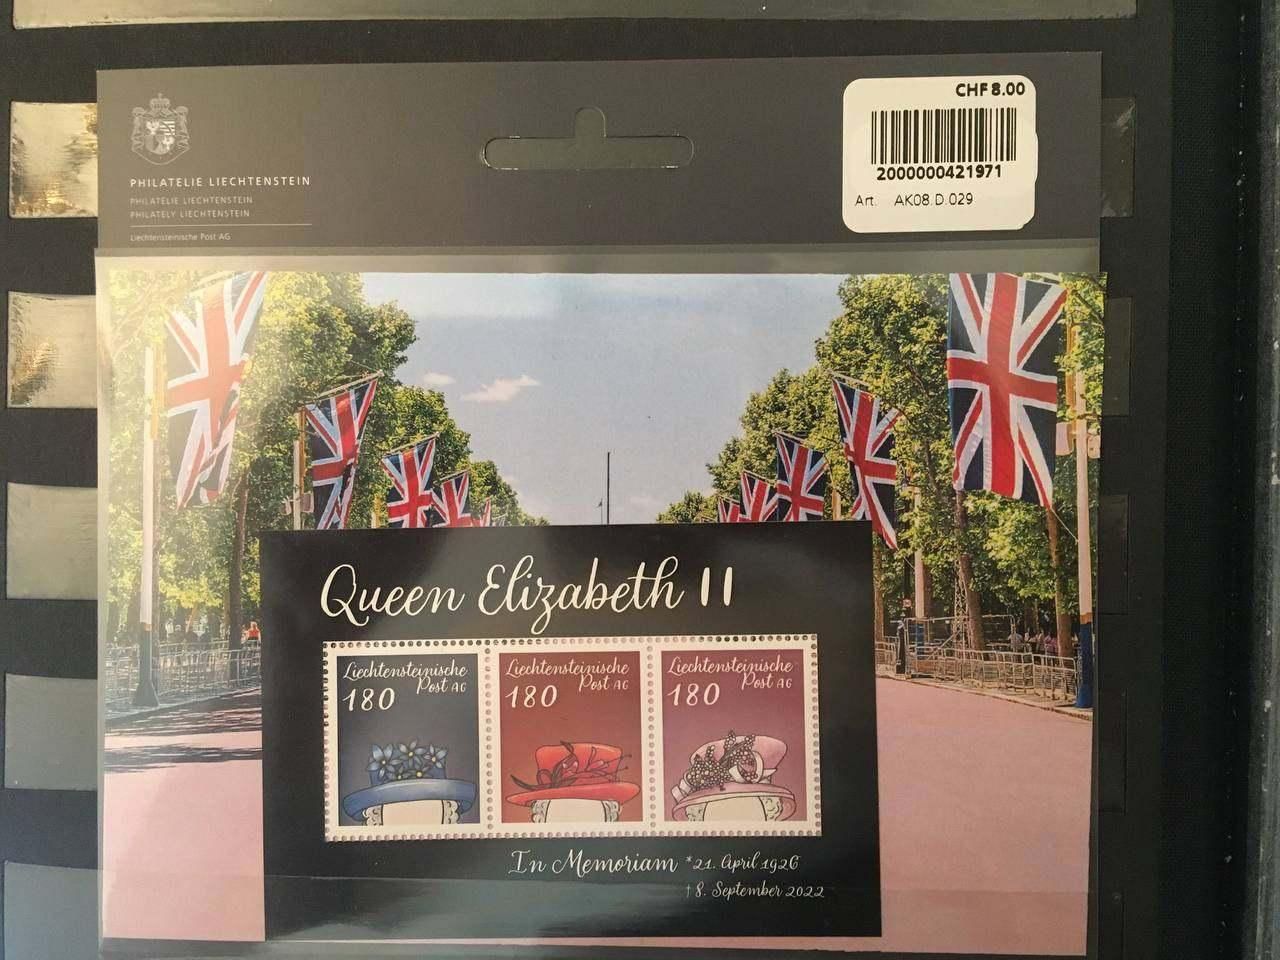 CHF 8.00
2000000421971
Art. AK08.D.029
PHILATELIE LIECHTENSTEIN
PHILATÉLIE LIECHTENSTEIN
PHILATELY LIECHTENSTEIN
Liechtensteinische Post AG
Queen Elizabeth II
Liechtensteinische
Post AG
180
Liechtensteinische
Post AG
180
Liechtensteinische
Post AG
180
In Memoriam *21. April 1926
†8. September 2022